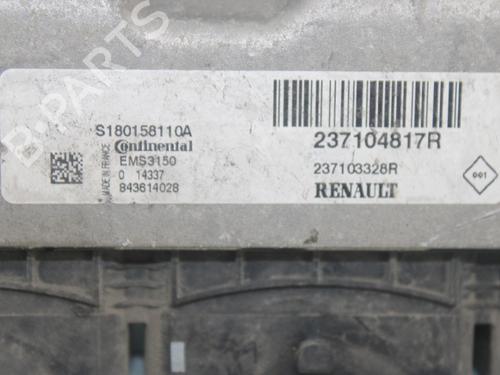 B-PARTS
S180158110A
Continental
EMS3150
0 14337
843614028
MADE IN FRANCE
237104817R
237103328R
RENAULT
001